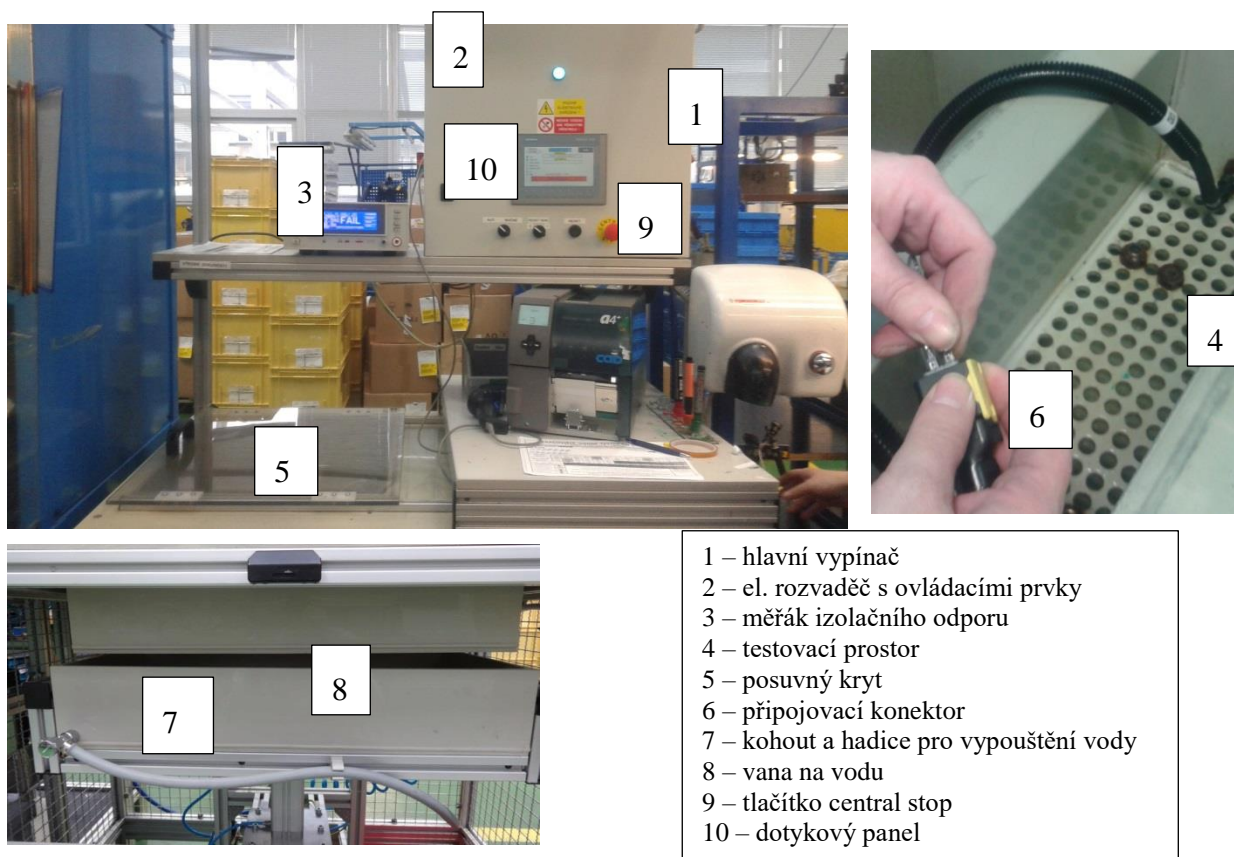 2
1
10
3
FAIL
9
4
6
5
8
7
1 – hlavní vypínač
2 – el. rozvaděč s ovládacími prvky
3 – měřák izolačního odporu
4 – testovací prostor
5 – posuvný kryt
6 – připojovací konektor
7 – kohout a hadice pro vypouštění vody
8 – vana na vodu
9 – tlačítko central stop
10 – dotykový panel